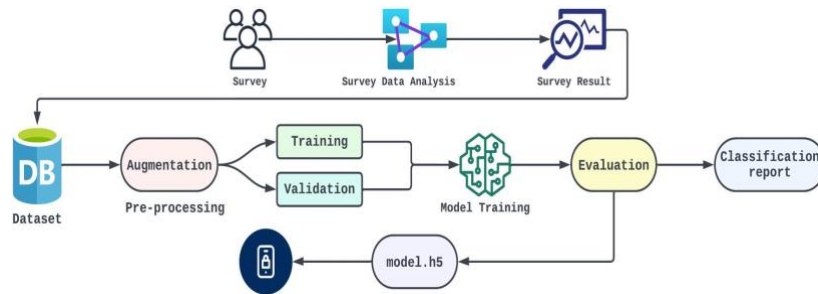 Survey
Survey Data Analysis
Survey Result
DB
Dataset
Augmentation
Pre-processing
Training
Validation
Model Training
Evaluation
Classification
report
model.h5